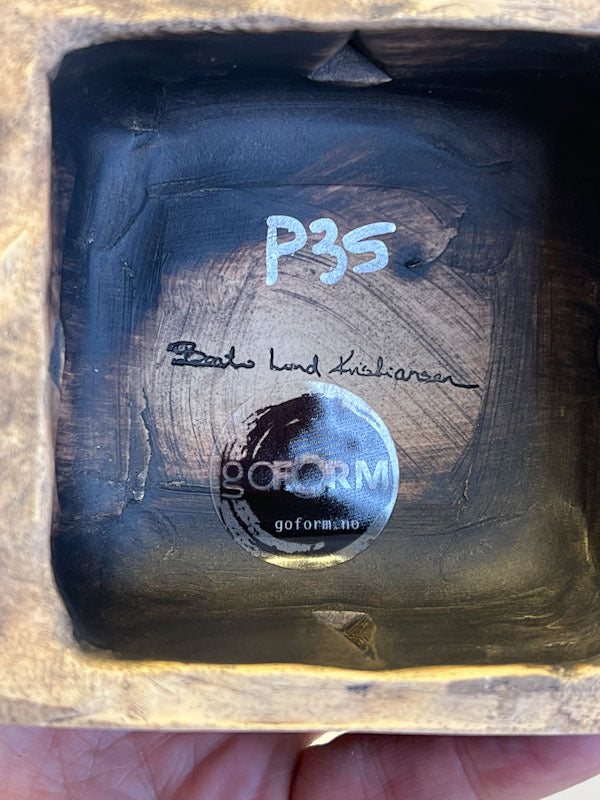 P35
Beate Lund Kristiansen
gOFORM
goform.no